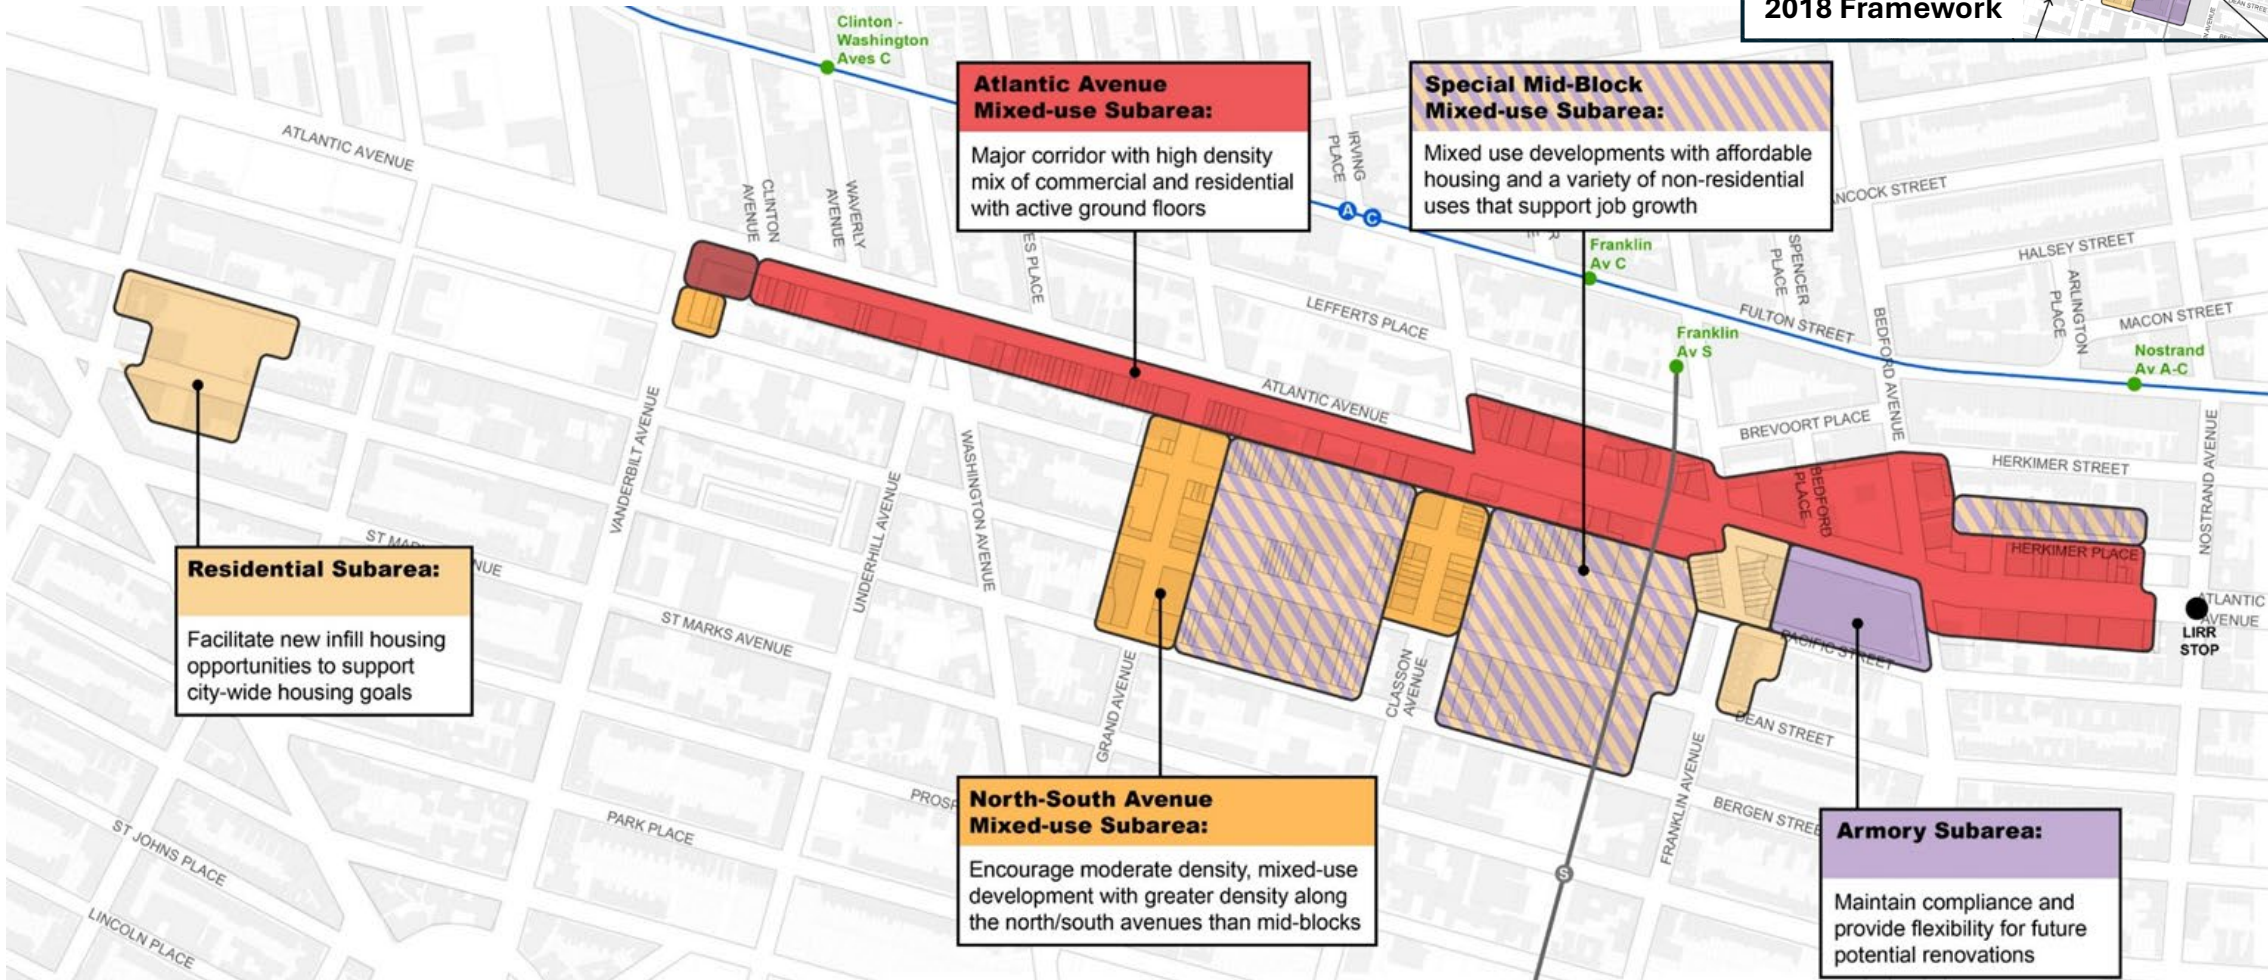 2018 Framework
Clinton -
Washington
Aves C
Atlantic Avenue
Mixed-use Subarea:
Major corridor with high density
mix of commercial and residential
with active ground floors
Special Mid-Block
Mixed-use Subarea:
Mixed use developments with affordable
housing and a variety of non-residential
uses that support job growth
ATLANTIC AVENUE
CLINTON
AVENUE
WAVERLY
AVENUE
ES PLACE
IRVING
PLACE
A C
Franklin
Av C
SPENCER
PLACE
NCOCK STREET
HALSEY STREET
ARLINGTON
PLACE
MACON STREET
LEFFERTS PLACE
FULTON STREET
BEDFORD AVENUE
Franklin
Av S
Nostrand
Av A-C
ATLANTIC AVENUE
BREVOORT PLACE
HERKIMER STREET
NOSTRAND AVENUE
BEDFORD
PLACE
HERKIMER PLACE
ATLANTIC
AVENUE
LIRR
STOP
VANDERBILT AVENUE
UNDERHILL AVENUE
WASHINGTON AVENUE
Residential Subarea:
Facilitate new infill housing
opportunities to support
city-wide housing goals
ST MA
NUE
ST MARKS AVENUE
GRAND AVENUE
CLASSON
AVENUE
PACIFIC STREET
DEAN STREET
FRANKLIN AVENUE
BERGEN STREE
North-South Avenue
Mixed-use Subarea:
Encourage moderate density, mixed-use
development with greater density along
the north/south avenues than mid-blocks
Armory Subarea:
Maintain compliance and
provide flexibility for future
potential renovations
PROSP
PARK PLACE
ST JOHNS PLACE
LINCOLN PLACE
S